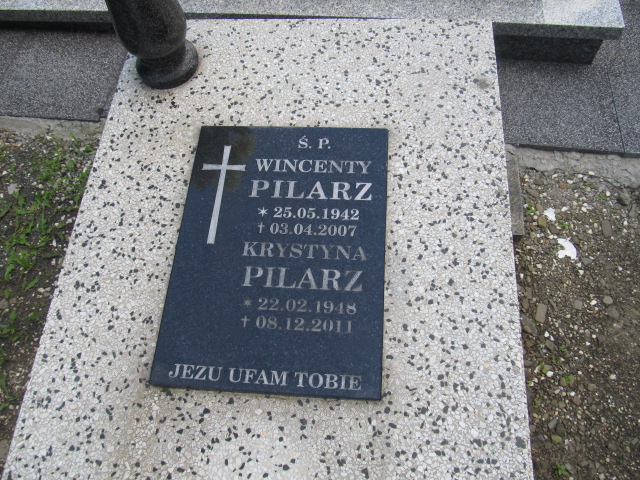 Ś. P.
WINCENTY
PILARZ
* 25.05.1942
† 03.04.2007
KRYSTYNA
PILARZ
* 22.02.1948
† 08.12.2011
JEZU UFAM TOBIE